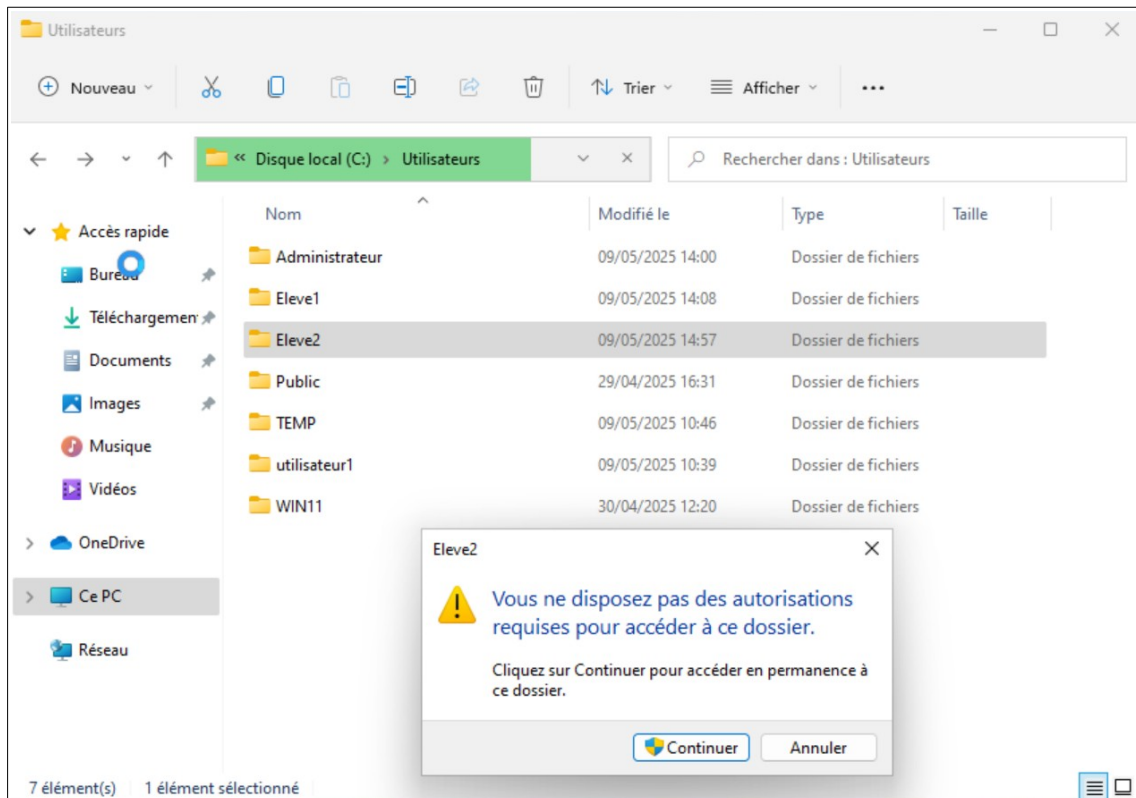 Utilisateurs
Nouveau
Trier
Afficher
« Disque local (C:) > Utilisateurs
Rechercher dans : Utilisateurs
Nom
Modifié le
Type
Taille
Accès rapide
Bureau
Téléchargemen
Documents
Images
Musique
Vidéos
OneDrive
Ce PC
Réseau
Administrateur 09/05/2025 14:00 Dossier de fichiers
Eleve1 09/05/2025 14:08 Dossier de fichiers
Eleve2 09/05/2025 14:57 Dossier de fichiers
Public 29/04/2025 16:31 Dossier de fichiers
TEMP 09/05/2025 10:46 Dossier de fichiers
utilisateur1 09/05/2025 10:39 Dossier de fichiers
WIN11 30/04/2025 12:20 Dossier de fichiers
Eleve2
Vous ne disposez pas des autorisations
requises pour accéder à ce dossier.
Cliquez sur Continuer pour accéder en permanence à
ce dossier.
Continuer
Annuler
7 élément(s) 1 élément sélectionné